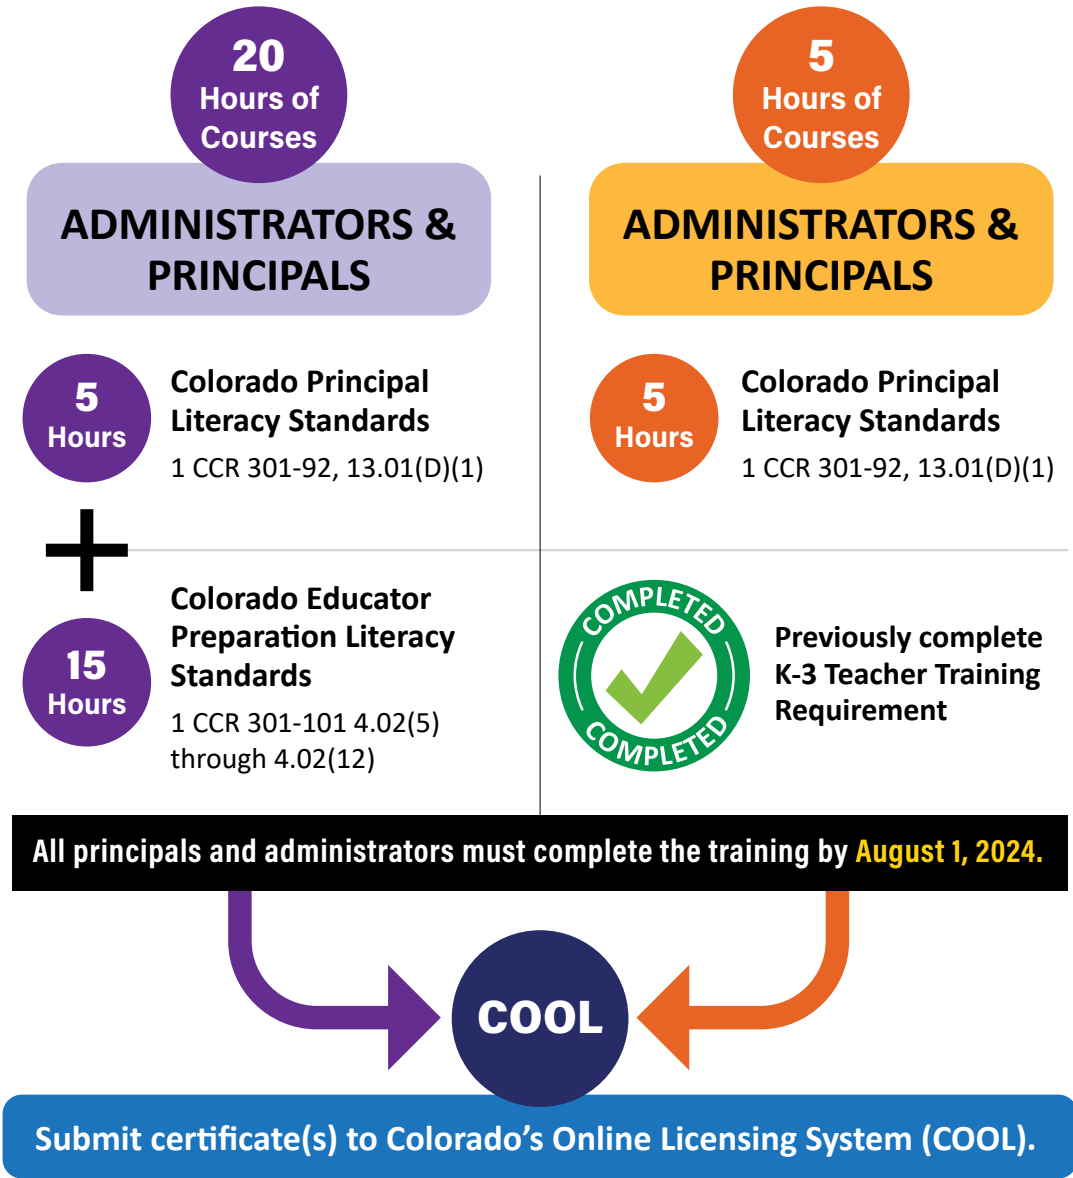 20
Hours of
Courses
ADMINISTRATORS &
PRINCIPALS
5
Hours
Colorado Principal
Literacy Standards
1 CCR 301-92, 13.01(D)(1)
+
15
Hours
Colorado Educator
Preparation Literacy
Standards
1 CCR 301-101 4.02(5)
through 4.02(12)
5
Hours of
Courses
ADMINISTRATORS &
PRINCIPALS
5
Hours
Colorado Principal
Literacy Standards
1 CCR 301-92, 13.01(D)(1)
COMPLETED
COMPLETED
Previously complete
K-3 Teacher Training
Requirement
All principals and administrators must complete the training by August 1, 2024.
COOL
Submit certificate(s) to Colorado's Online Licensing System (COOL).